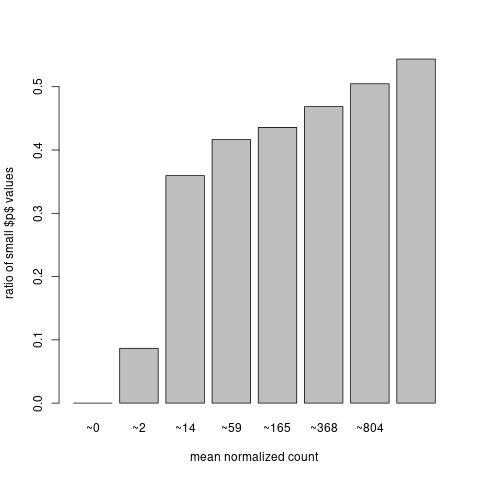 0.5
0.4
0.3
0.2
0.1
0.0
ratio of small $p$ values
~0 ~2 ~14 ~59 ~165 ~368 ~804
mean normalized count